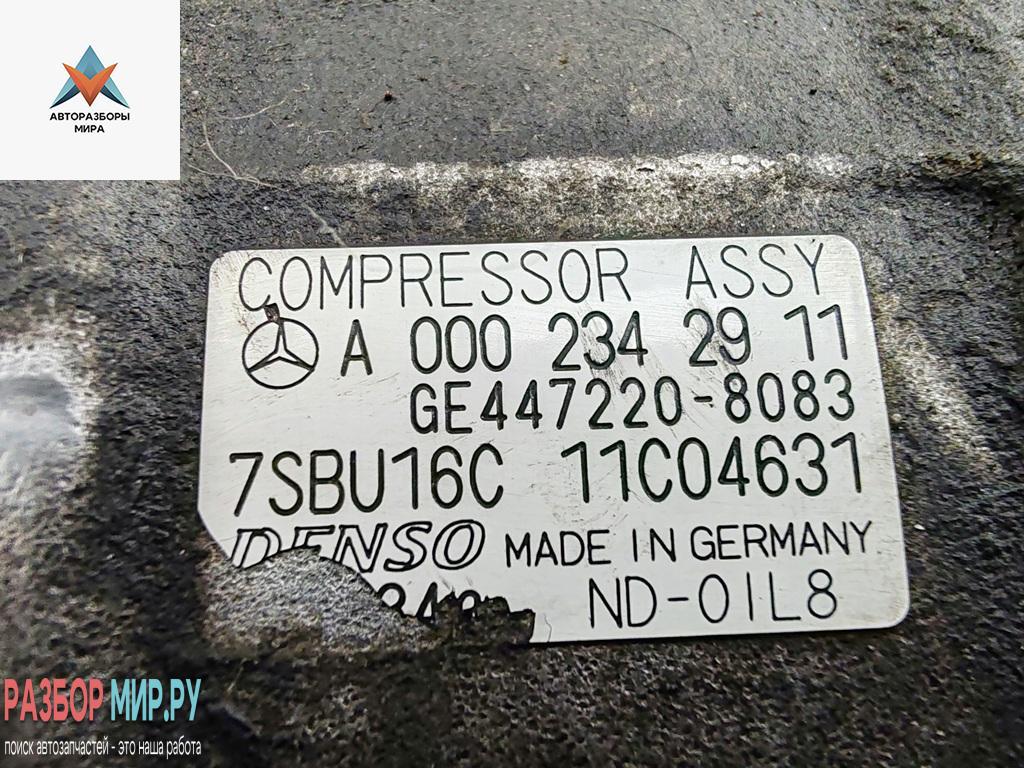 АВТОРАЗБОРЫ
МИРА
COMPRESSOR ASSY
A 000 234 29 11
GE447220-8083
7SBU16C 11C04631
DENSO MADE IN GERMANY
ND-OIL8
РАЗБОР МИР.РУ
поиск автозапчастей - это наша работа